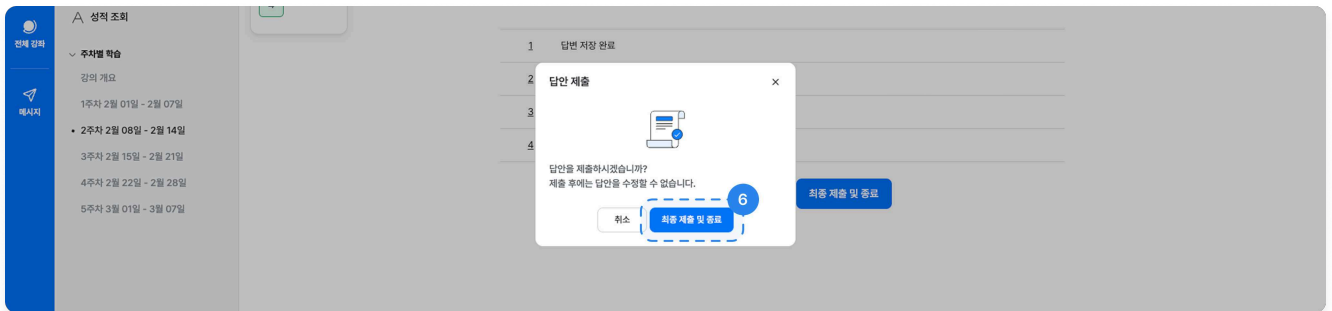 전체 강좌
메시지
성적 조회
주차별 학습
강의 개요
1주차 2월 01일 - 2월 07일
2주차 2월 08일 - 2월 14일
3주차 2월 15일 - 2월 21일
4주차 2월 22일 - 2월 28일
5주차 3월 01일 - 3월 07일
1 답변 저장 완료
2
3
4
답안 제출
답안을 제출하시겠습니까?
제출 후에는 답안을 수정할 수 없습니다.
6
취소 최종 제출 및 종료
최종 제출 및 종료